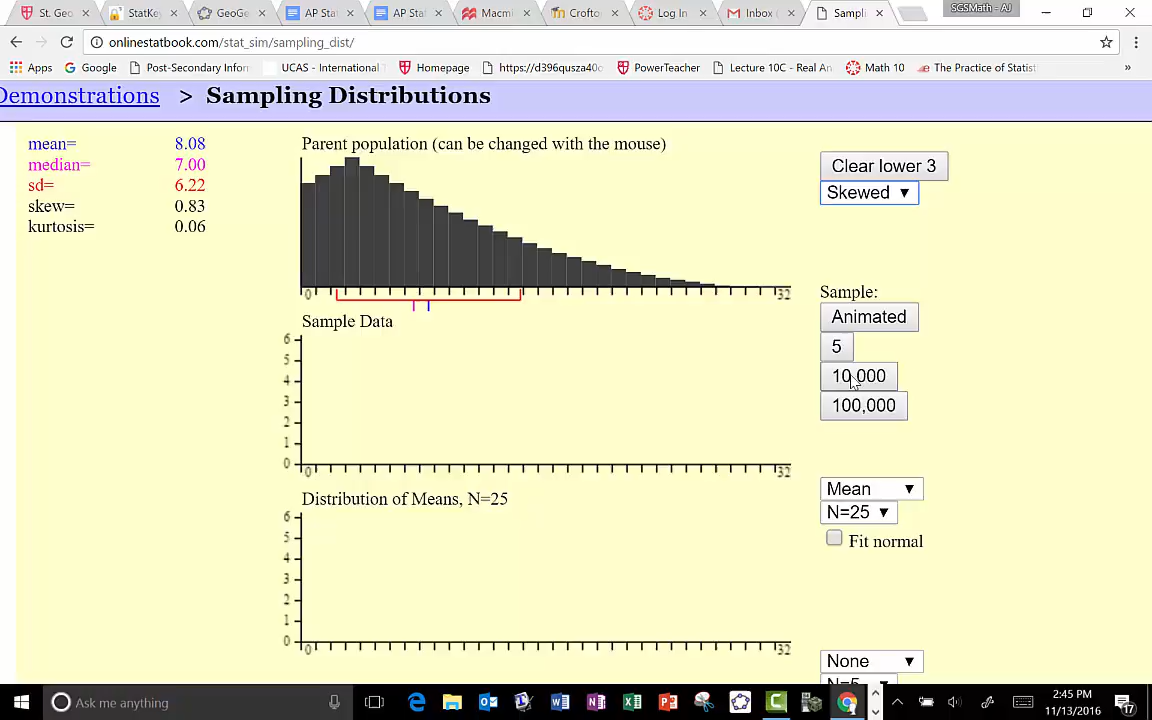 St. Geo
StatKey
GeoGe
AP Stat
AP Stat
Macmi
Crofto
Log In
Inbox
Sampli
SGSMath - AJ
onlinestatbook.com/stat_sim/sampling_dist/
Apps
Google
Post-Secondary Infor
UCAS - International
Homepage
https://d396qusza40o
PowerTeacher
Lecture 10C - Real An
Math 10
The Practice of Statist
»
Demonstrations > Sampling Distributions
mean= 8.08
median= 7.00
sd= 6.22
skew= 0.83
kurtosis= 0.06
Parent population (can be changed with the mouse)
Clear lower 3
Skewed ▼
0 32
Sample:
Animated
5
10,000
100,000
Sample Data
6
5
4
3
2
1
0
0 32
Mean ▼
N=25 ▼
Fit normal
Distribution of Means, N=25
6
5
4
3
2
1
0
0 32
None ▼
N=5
Ask me anything
2:45 PM
11/13/2016
17